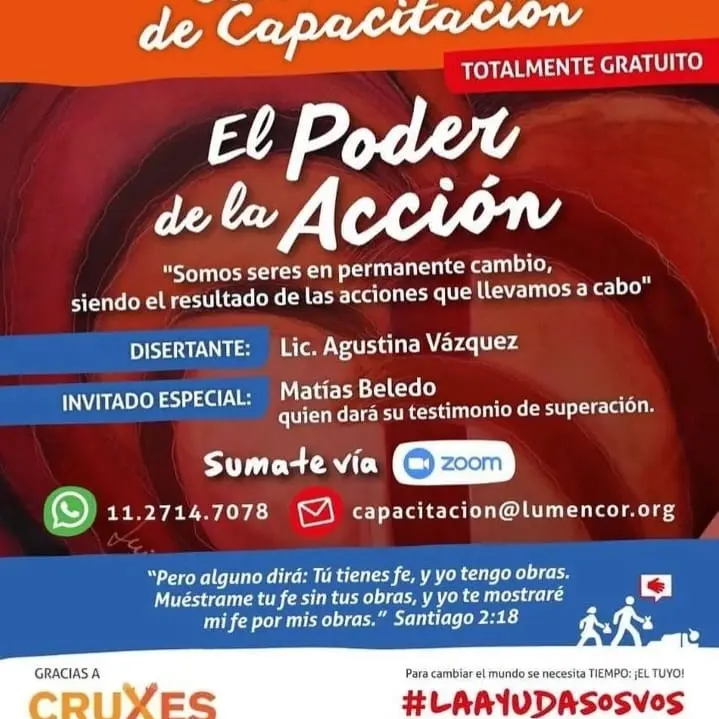 de Capacitación
TOTALMENTE GRATUITO
El Poder
de la Acción
"Somos seres en permanente cambio,
siendo el resultado de las acciones que llevamos a cabo"
DISERTANTE: Lic. Agustina Vázquez
INVITADO ESPECIAL: Matías Beledo
quien dará su testimonio de superación.
Sumate vía zoom
11.2714.7078 capacitacion@lumencor.org
"Pero alguno dirá: Tú tienes fe, y yo tengo obras.
Muéstrame tu fe sin tus obras, y yo te mostraré
mi fe por mis obras." Santiago 2:18
GRACIAS A
CRUXES
Para cambiar el mundo se necesita TIEMPO: ¡EL TUYO!
#LAAYUDASOSVOS